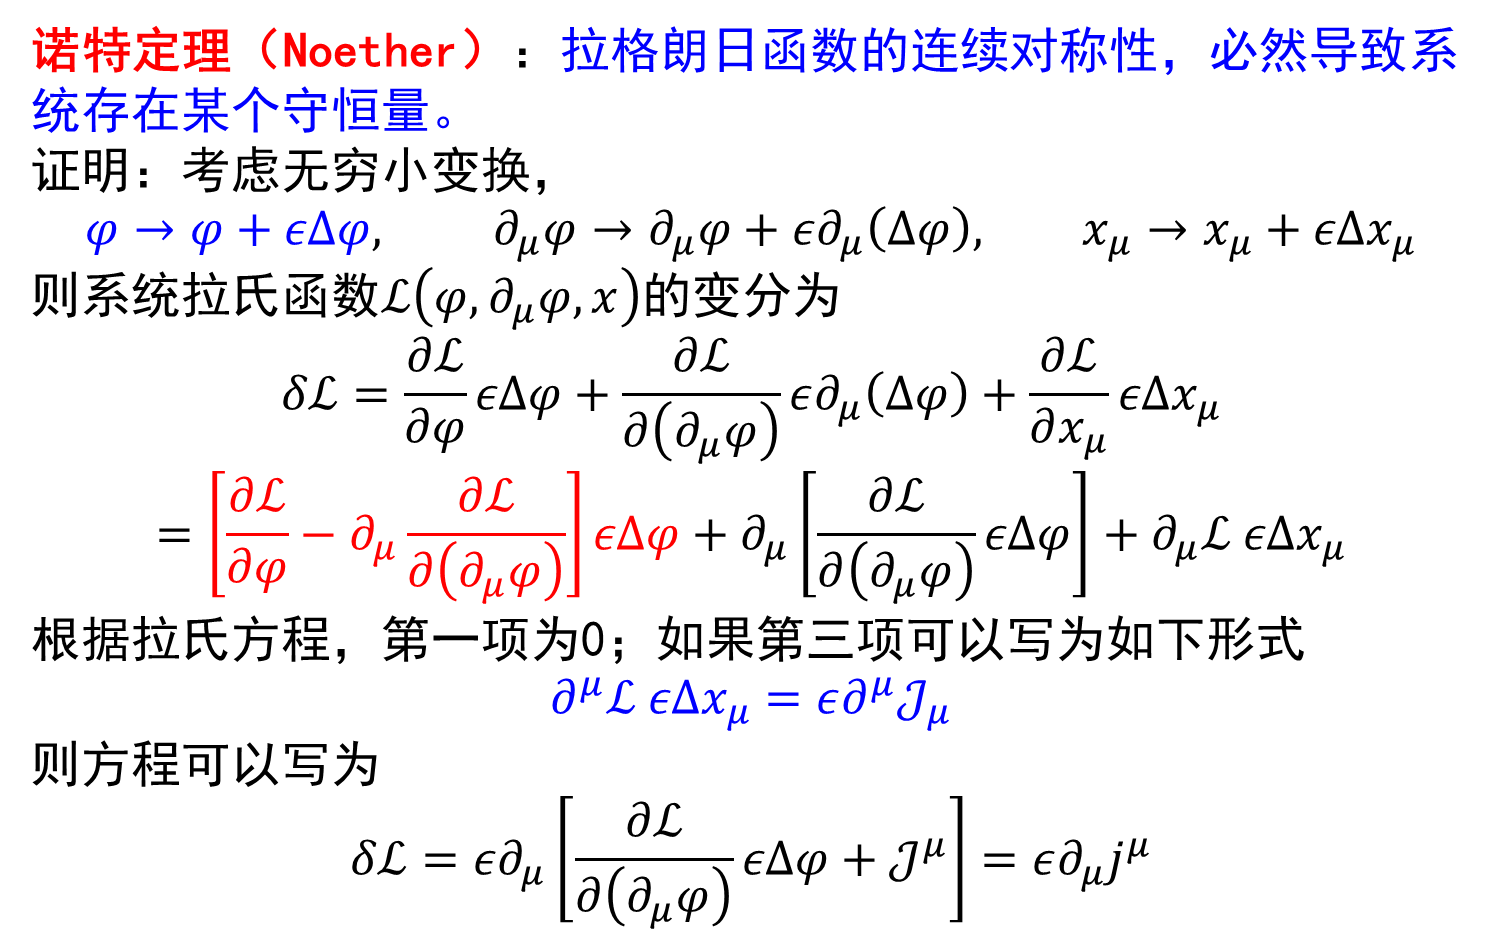 诺特定理（Noether）：拉格朗日函数的连续对称性，必然导致系
统存在某个守恒量。
证明：考虑无穷小变换，
φ → φ + ϵΔφ, ∂_μφ → ∂_μφ + ϵ∂_μ(Δφ), x_μ → x_μ + ϵΔx_μ
则系统拉氏函数ℒ(φ, ∂_μφ, x)的变分为
δℒ = ∂ℒ/∂φ ϵΔφ + ∂ℒ/∂(∂_μφ) ϵ∂_μ(Δφ) + ∂ℒ/∂x_μ ϵΔx_μ
= [∂ℒ/∂φ − ∂_μ ∂ℒ/∂(∂_μφ)] ϵΔφ + ∂_μ [∂ℒ/∂(∂_μφ) ϵΔφ] + ∂_μℒ ϵΔx_μ
根据拉氏方程，第一项为0；如果第三项可以写为如下形式
∂^μℒ ϵΔx_μ = ϵ∂^μ𝒥_μ
则方程可以写为
δℒ = ϵ∂_μ [∂ℒ/∂(∂_μφ) ϵΔφ + 𝒥^μ] = ϵ∂_μj^μ